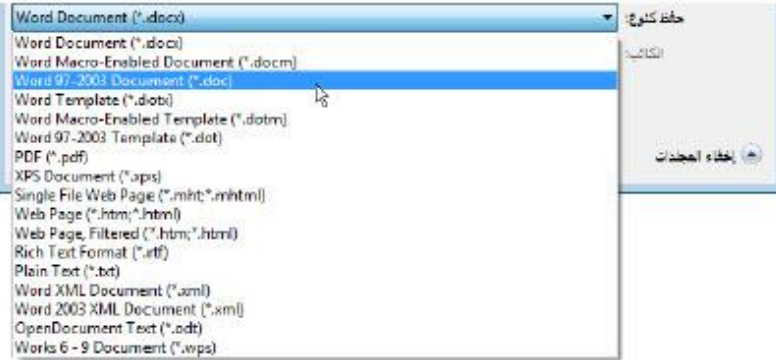 حفظ كنوع:
Word Document (*.docx)
Word Document (*.docx)
Word Macro-Enabled Document (*.docm)
Word 97-2003 Document (*.doc)
Word Template (*.dotx)
Word Macro-Enabled Template (*.dotm)
Word 97-2003 Template (*.dot)
PDF (*.pdf)
XPS Document (*.xps)
Single File Web Page (*.mht;*.mhtml)
Web Page (*.htm;*.html)
Web Page, Filtered (*.htm;*.html)
Rich Text Format (*.rtf)
Plain Text (*.txt)
Word XML Document (*.xml)
Word 2003 XML Document (*.xml)
OpenDocument Text (*.odt)
Works 6 - 9 Document (*.wps)
الكاتب:
إخفاء المجلدات